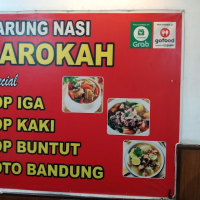 ARUNG NASI
AROKAH
ecial
OP IGA
OP KAKI
OP BUNTUT
OTO BANDUNG
Grab
gofood